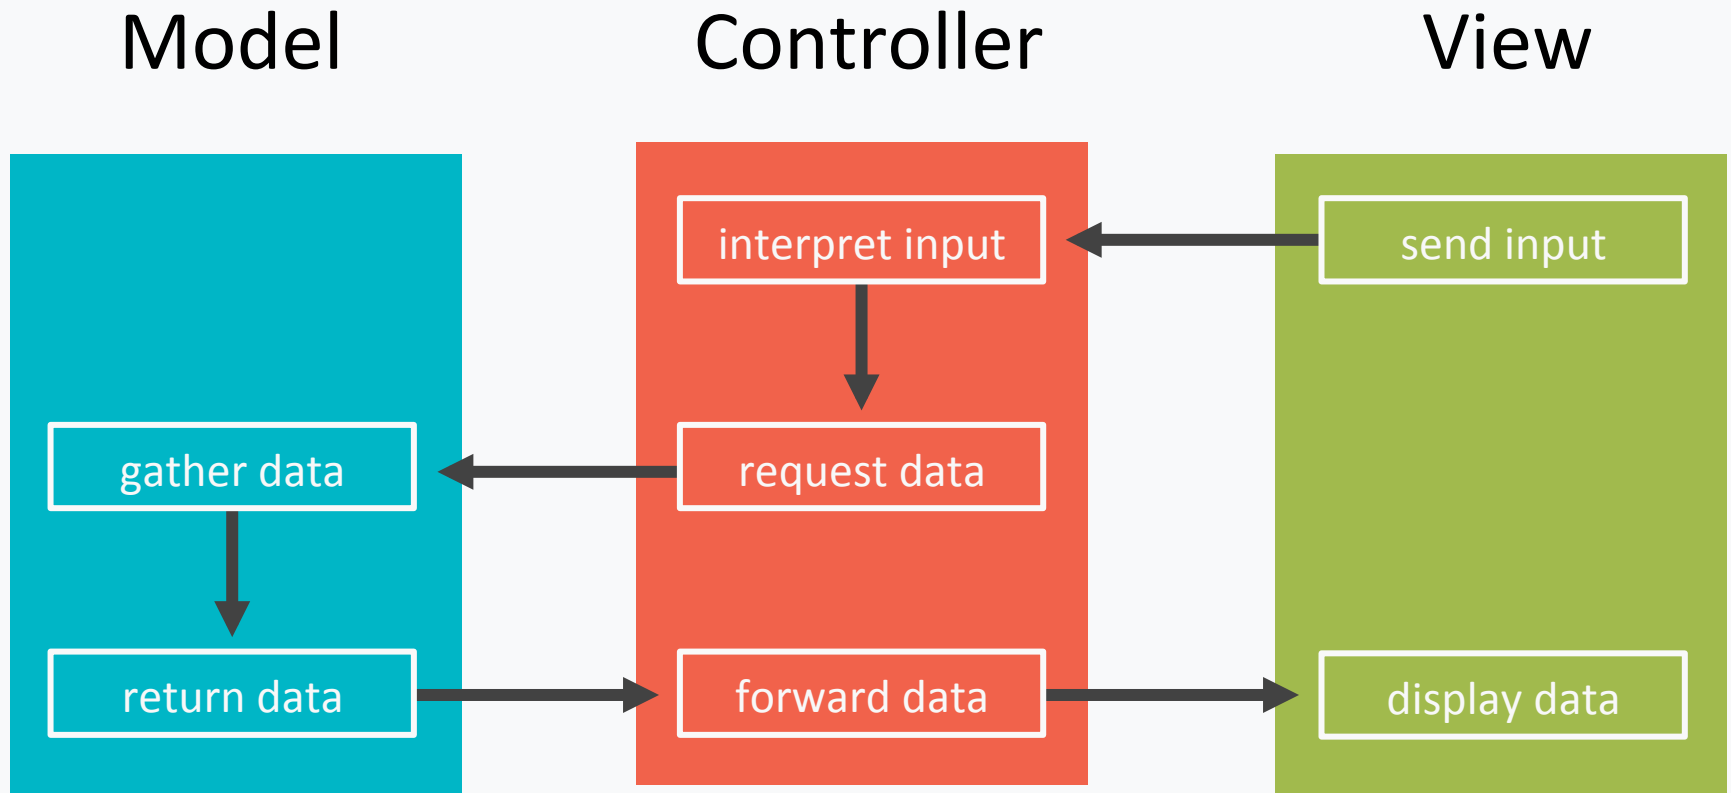 Model
Controller
View
interpret input
send input
gather data
request data
return data
forward data
display data